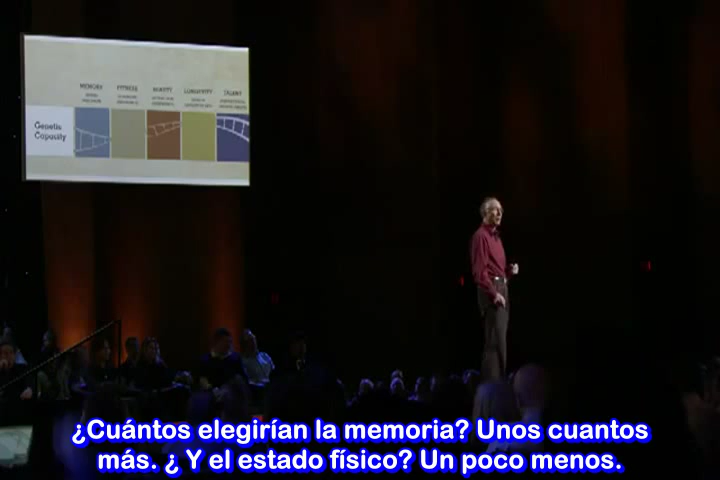 MEMORY FITNESS BEAUTY LONGEVITY TALENT
Genetic
Capacity
¿Cuántos elegirían la memoria? Unos cuantos
más. ¿ Y el estado físico? Un poco menos.